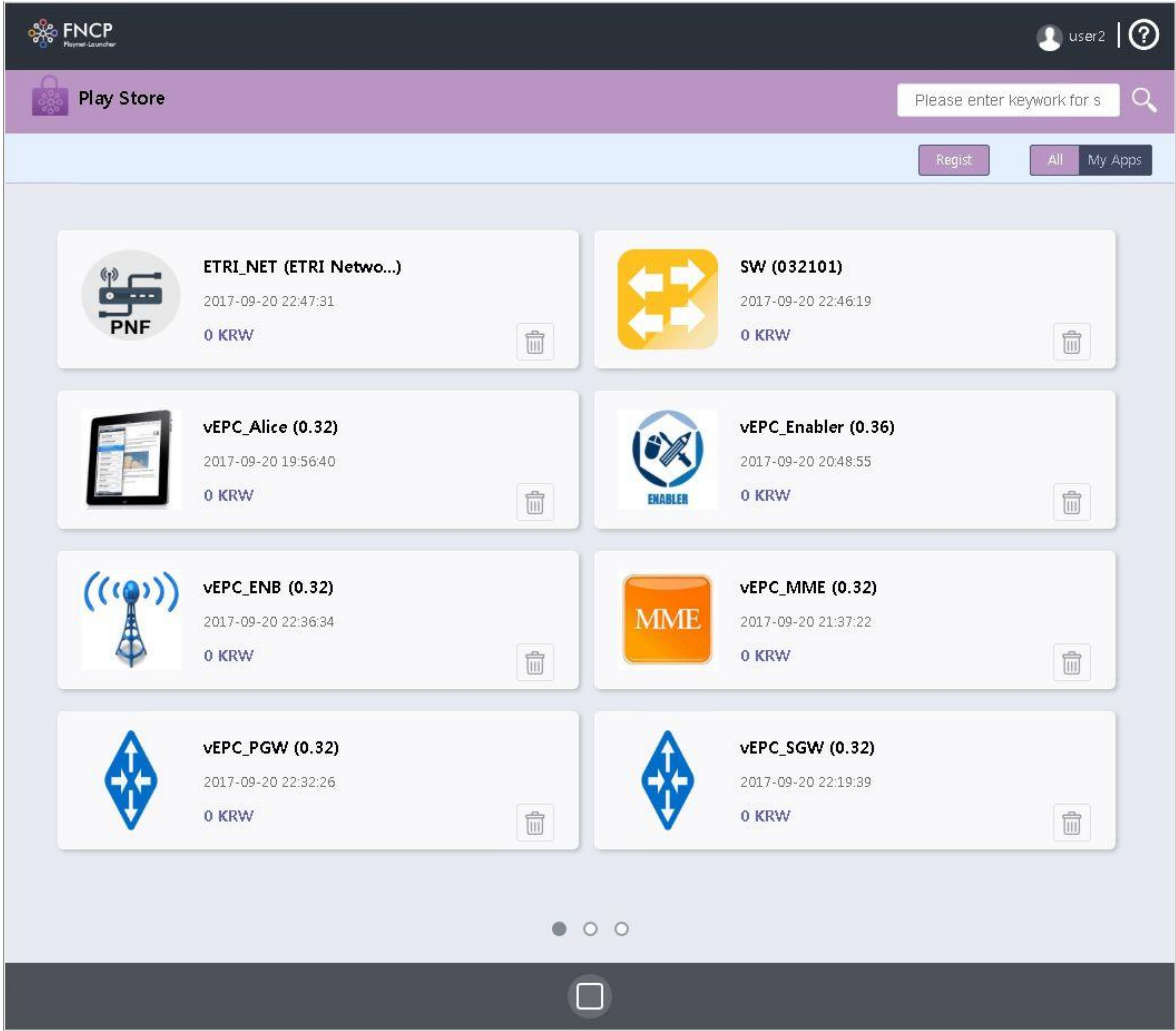 FNCP
Playnet-Launcher
user2
Play Store
Please enter keywork for s
Regist
All
My Apps
PNF
ETRI_NET (ETRI Netwo...)
2017-09-20 22:47:31
0 KRW
SW (032101)
2017-09-20 22:46:19
0 KRW
vEPC_Alice (0.32)
2017-09-20 19:56:40
0 KRW
ENABLER
vEPC_Enabler (0.36)
2017-09-20 20:48:55
0 KRW
vEPC_ENB (0.32)
2017-09-20 22:36:34
0 KRW
MME
vEPC_MME (0.32)
2017-09-20 21:37:22
0 KRW
vEPC_PGW (0.32)
2017-09-20 22:32:26
0 KRW
vEPC_SGW (0.32)
2017-09-20 22:19:39
0 KRW